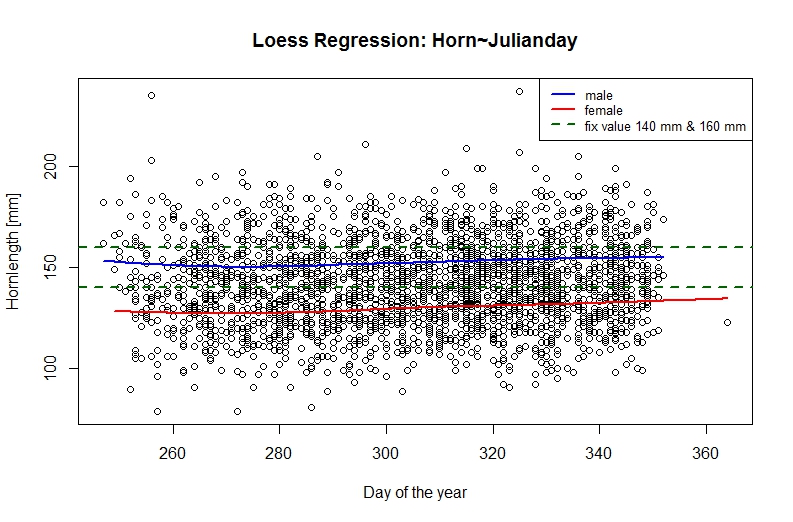 Loess Regression: Horn~Julianday
male
female
fix value 140 mm & 160 mm
Hornlength [mm]
200
150
100
260
280
300
320
340
360
Day of the year